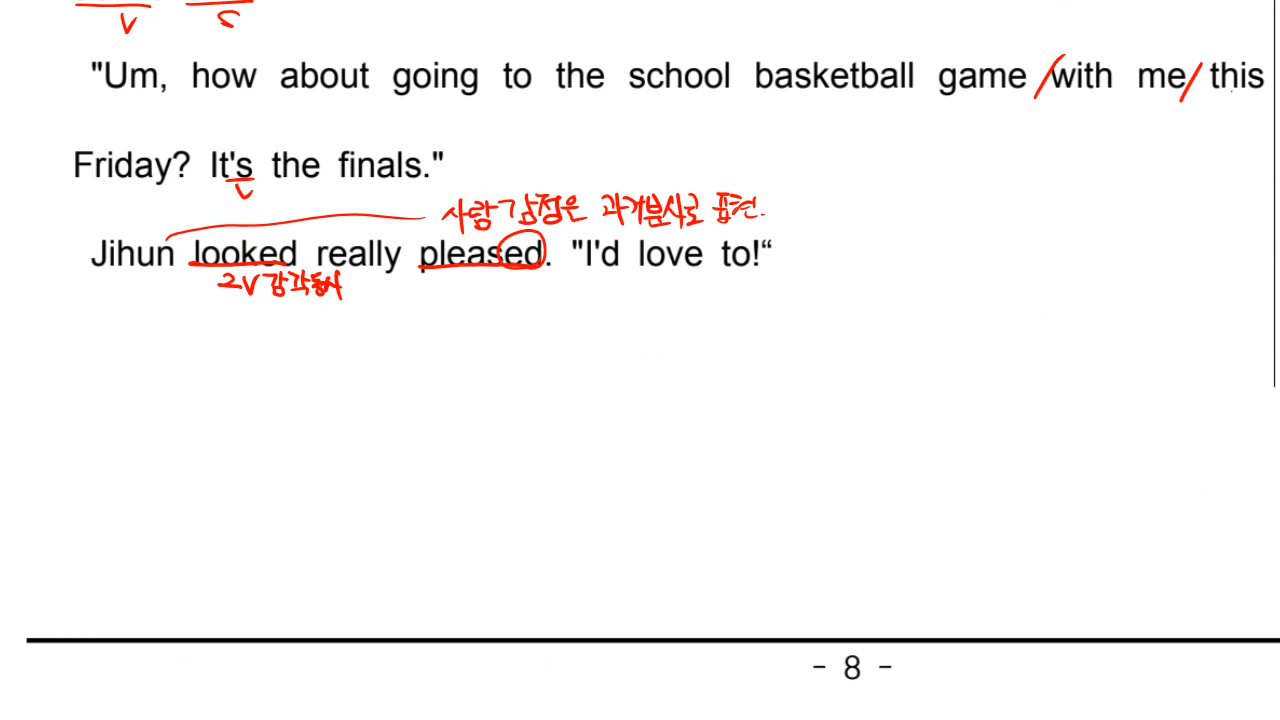 V S
"Um, how about going to the school basketball game / with me / this
Friday? It's the finals."
V
사람 감정은 과거분사로 표현.
Jihun looked really pleased. "I'd love to!“
2V 감각동사
- 8 -